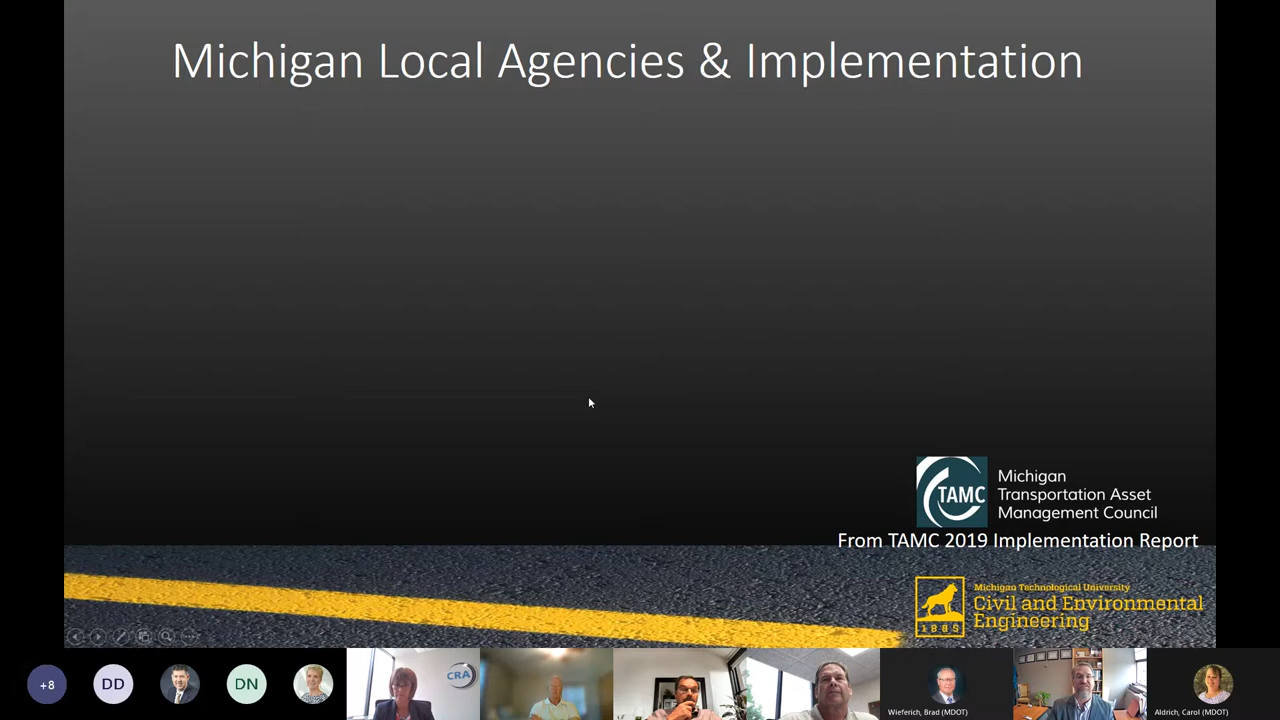 Michigan Local Agencies & Implementation
TAMC
Michigan
Transportation Asset
Management Council
From TAMC 2019 Implementation Report
Michigan Technological University
Civil and Environmental
Engineering
1885
+8
DD
DN
CRA
Wieferich, Brad (MDOT)
Aldrich, Carol (MDOT)